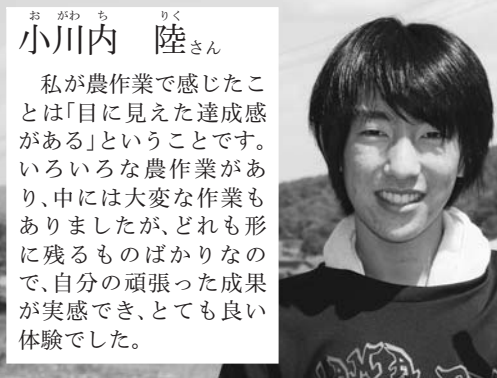 お がわ ち りく
小川内 陸さん
私が農作業で感じたこ
とは「目に見えた達成感
がある」ということです。
いろいろな農作業があ
り、中には大変な作業も
ありましたが、どれも形
に残るものばかりなの
で、自分の頑張った成果
が実感でき、とても良い
体験でした。